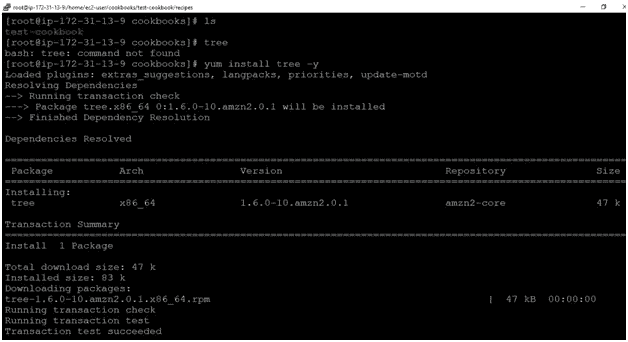 root@ip-172-31-13-9:/home/ec2-user/cookbooks/test-cookbook/recipes
[root@ip-172-31-13-9 cookbooks]# ls
test-cookbook
[root@ip-172-31-13-9 cookbooks]# tree
bash: tree: command not found
[root@ip-172-31-13-9 cookbooks]# yum install tree -y
Loaded plugins: extras_suggestions, langpacks, priorities, update-motd
Resolving Dependencies
--> Running transaction check
---> Package tree.x86_64 0:1.6.0-10.amzn2.0.1 will be installed
--> Finished Dependency Resolution
Dependencies Resolved
Package Arch Version Repository Size
Installing:
tree x86_64 1.6.0-10.amzn2.0.1 amzn2-core 47 k
Transaction Summary
Install 1 Package
Total download size: 47 k
Installed size: 83 k
Downloading packages:
tree-1.6.0-10.amzn2.0.1.x86_64.rpm | 47 kB 00:00:00
Running transaction check
Running transaction test
Transaction test succeeded